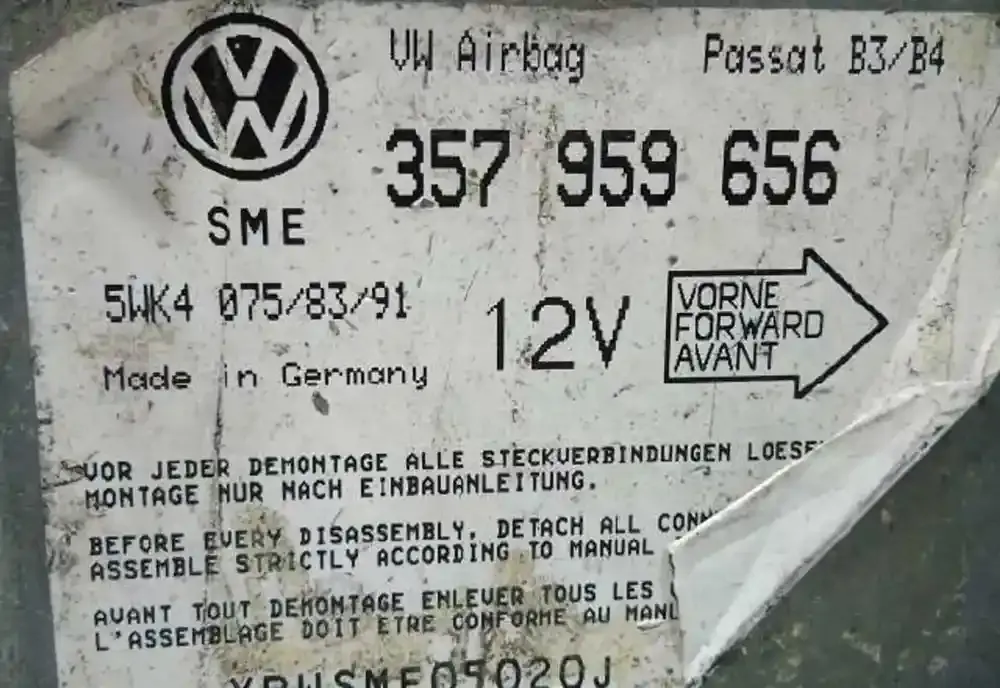 VW Airbag Passat B3/B4
357 959 656
SME
5WK4 075/83/91
12V
VORNE
FORWARD
AVANT
Made in Germany
VOR JEDER DEMONTAGE ALLE STECKVERBINDUNGEN
MONTAGE NUR NACH EINBAUANLEITUNG.
BEFORE EVERY DISASSEMBLY, DETACH ALL
ASSEMBLE STRICTLY ACCORDING TO MANUAL
AVANT TOUT DEMONTAGE ENLEVER TOUS LES
L'ASSEMBLAGE DOIT ETRE CONFORME AU